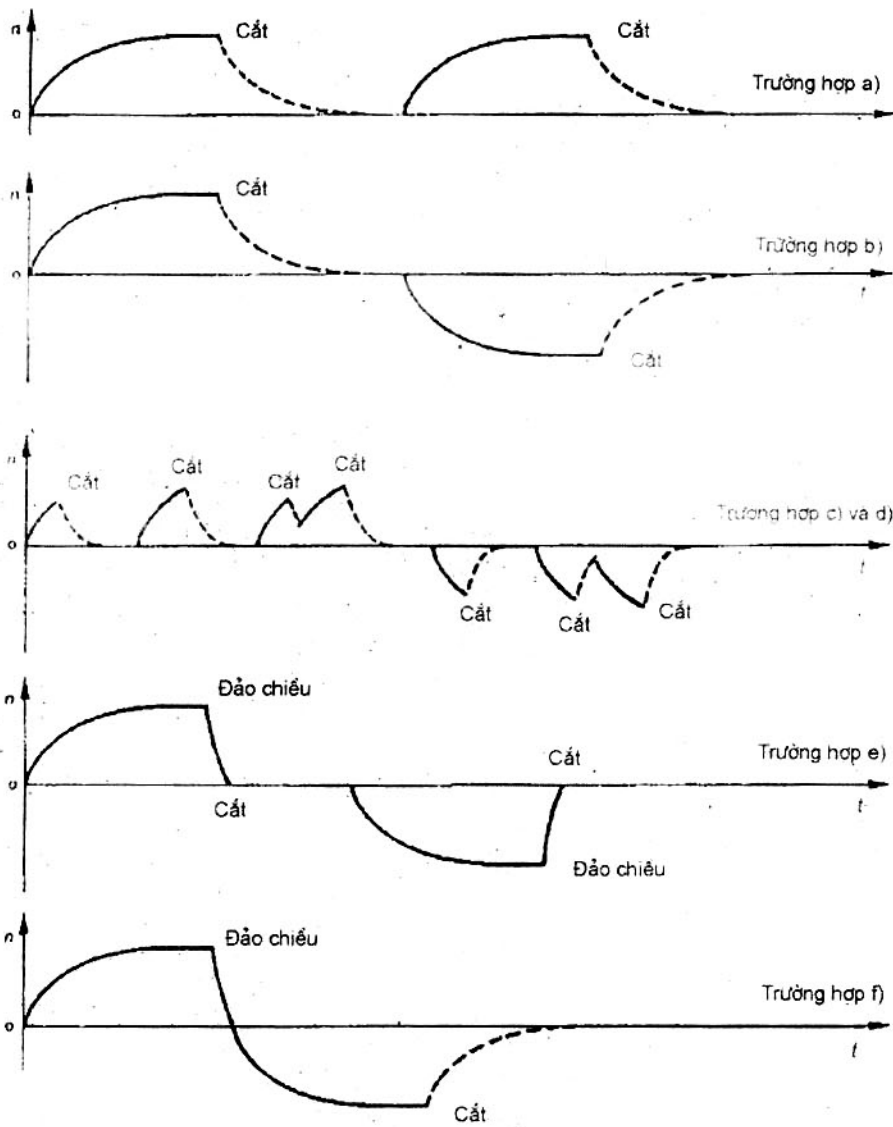 n
Cắt
Cắt
Trường hợp a)
o
n
Cắt
Trường hợp b)
o
t
Cắt
n
Cắt
Cắt
Cắt
Cắt
Trường hợp c) và d)
o
t
Cắt
Cắt
Cắt
n
Đảo chiều
Cắt
Trường hợp e)
o
t
Cắt
Đảo chiều
n
Đảo chiều
Trường hợp f)
o
t
Cắt